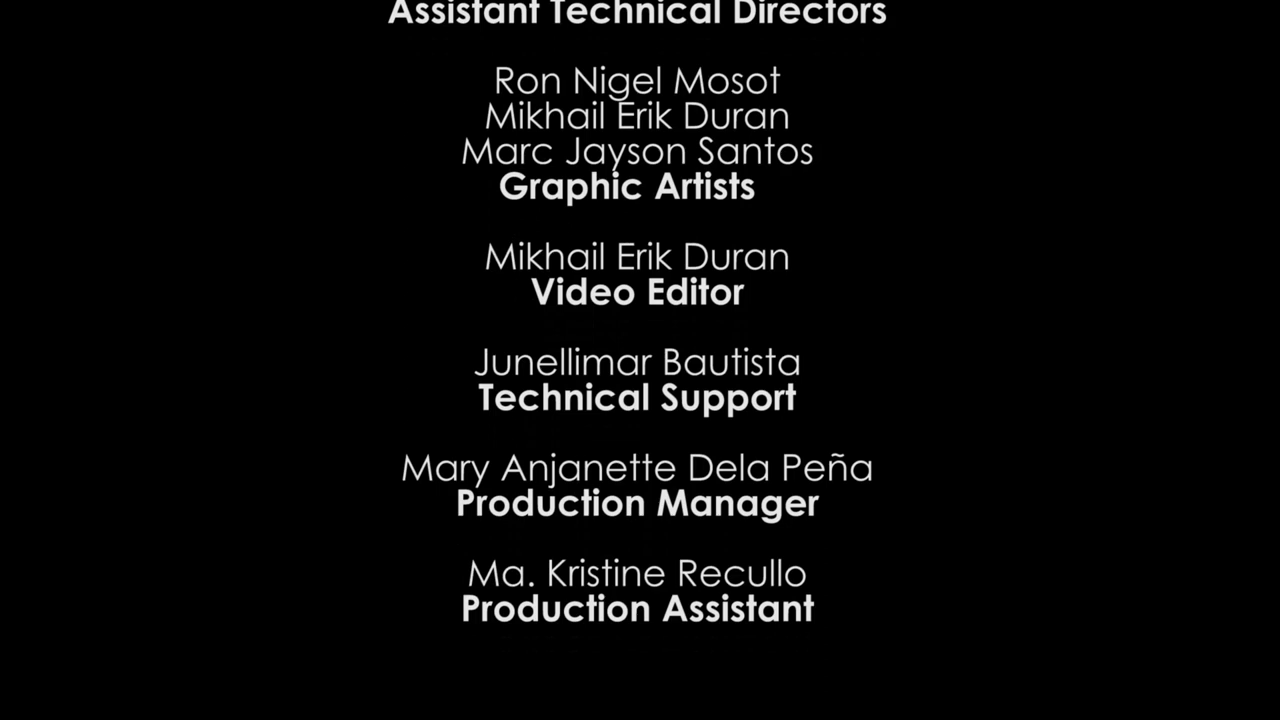 Assistant Technical Directors
Ron Nigel Mosot
Mikhail Erik Duran
Marc Jayson Santos
Graphic Artists
Mikhail Erik Duran
Video Editor
Junellimar Bautista
Technical Support
Mary Anjanette Dela Peña
Production Manager
Ma. Kristine Recullo
Production Assistant